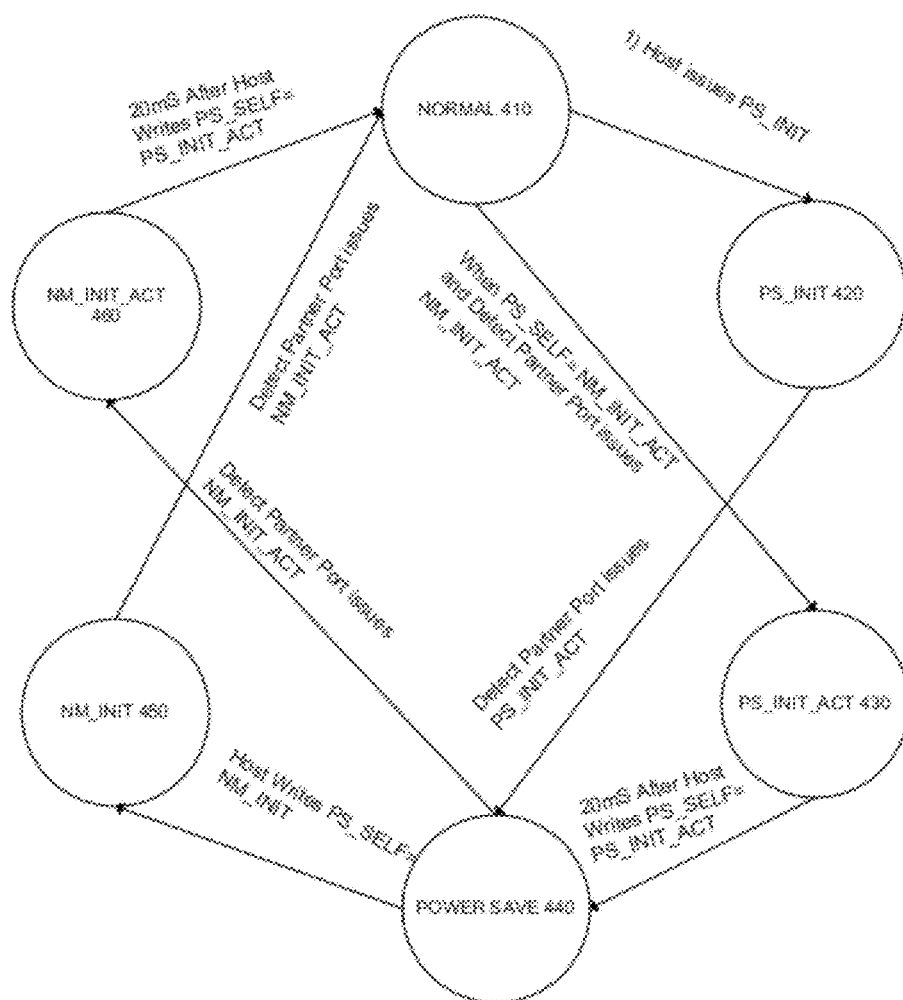 1) Host issues PS_INIT
20mS After Host
Writes PS_SELF=
PS_INIT_ACT
NORMAL 410
NM_INIT_ACT
460
PS_INIT 420
Detect Partner Port issues
NM_INIT_ACT
When PS_SELF= NM_INIT_ACT
and Detect Partner Port issues
NM_INIT_ACT
Detect Partner Port issues
NM_INIT_ACT
Detect Partner Port issues
PS_INIT_ACT
NM_INIT
PS_INIT_ACT 430
Host Writes PS_SELF=
NM_INIT
20mS After Host
Writes PS_SELF=
PS_INIT_ACT
POWER SAVE 440